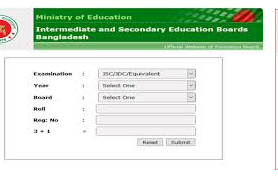 Ministry of Education
Intermediate and Secondary Education Boards
Bangladesh
Official Website of Education Board
Examination : JSC/JDC/Equivalent
Year : Select One
Board : Select One
Roll :
Reg: No :
3 + 1 =
Reset Submit